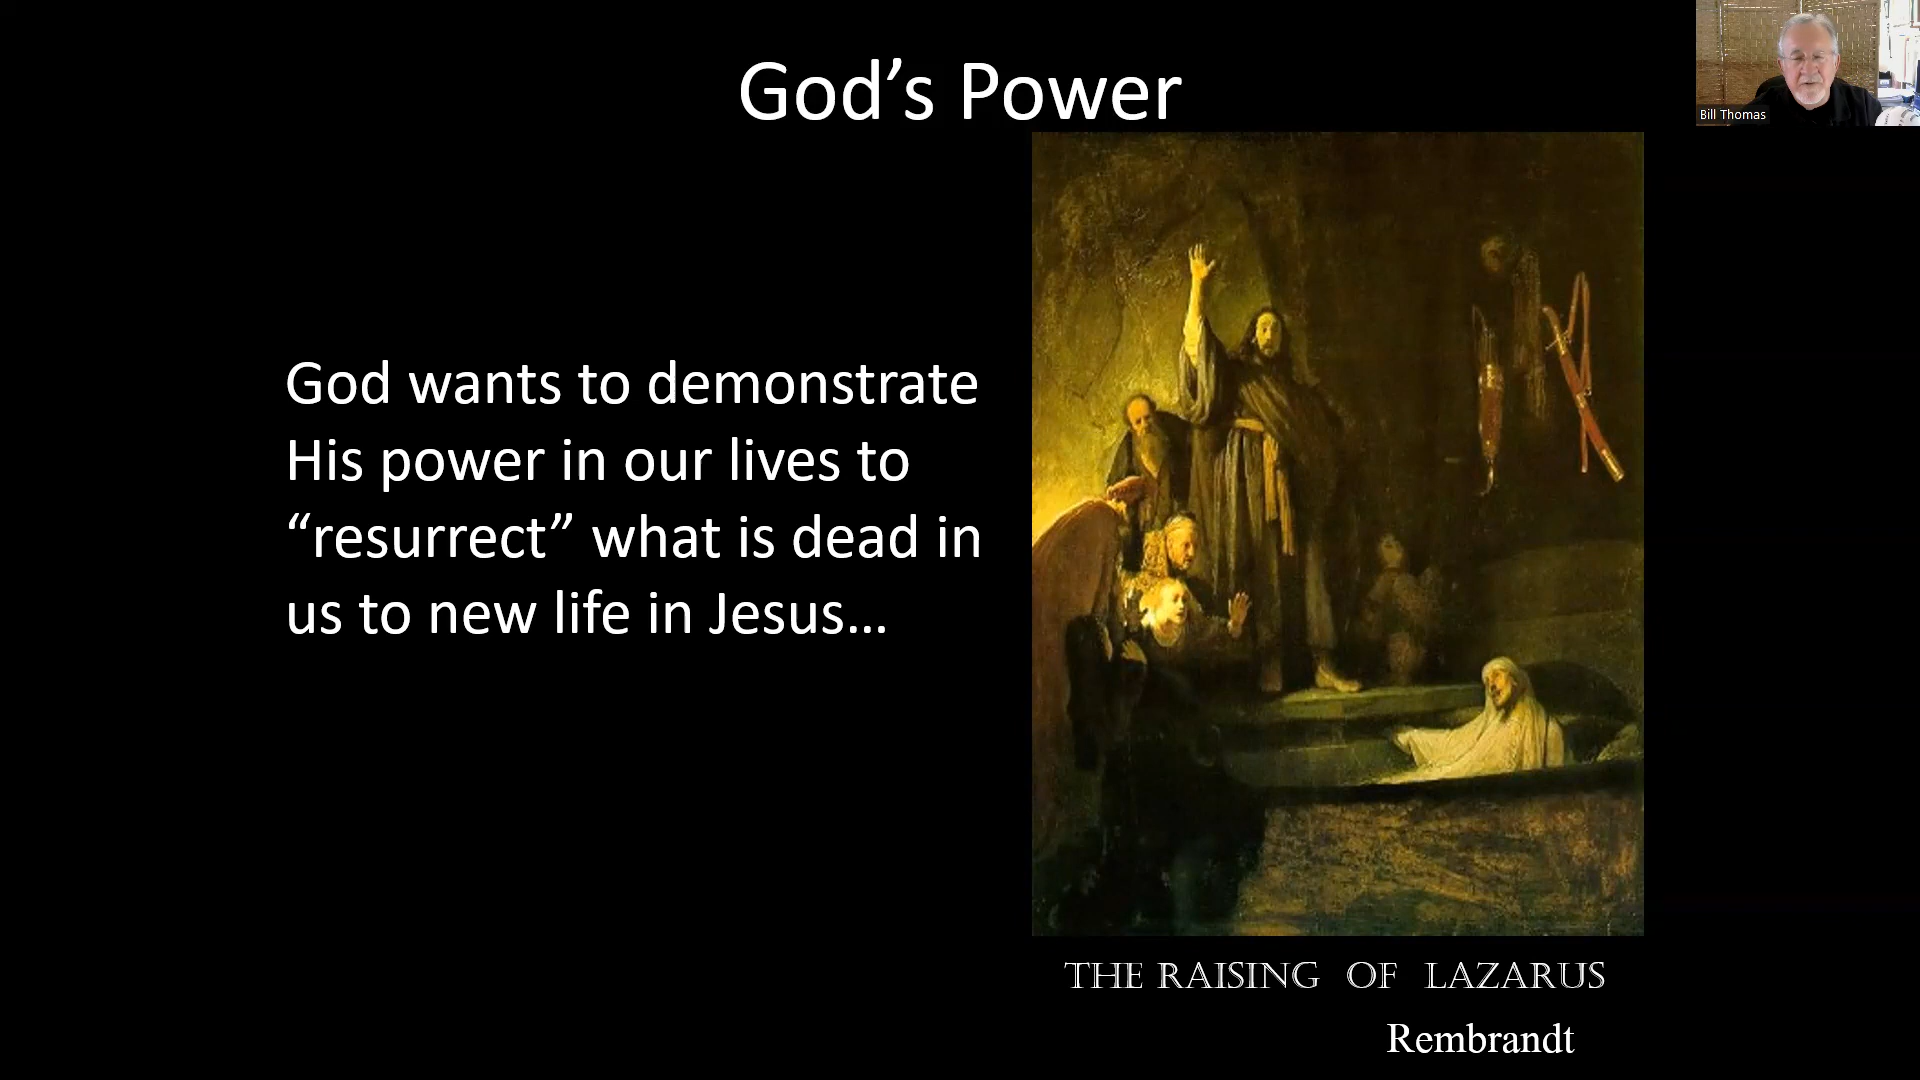 God’s Power
Bill Thomas
God wants to demonstrate
His power in our lives to
“resurrect” what is dead in
us to new life in Jesus…
THE RAISING OF LAZARUS
Rembrandt